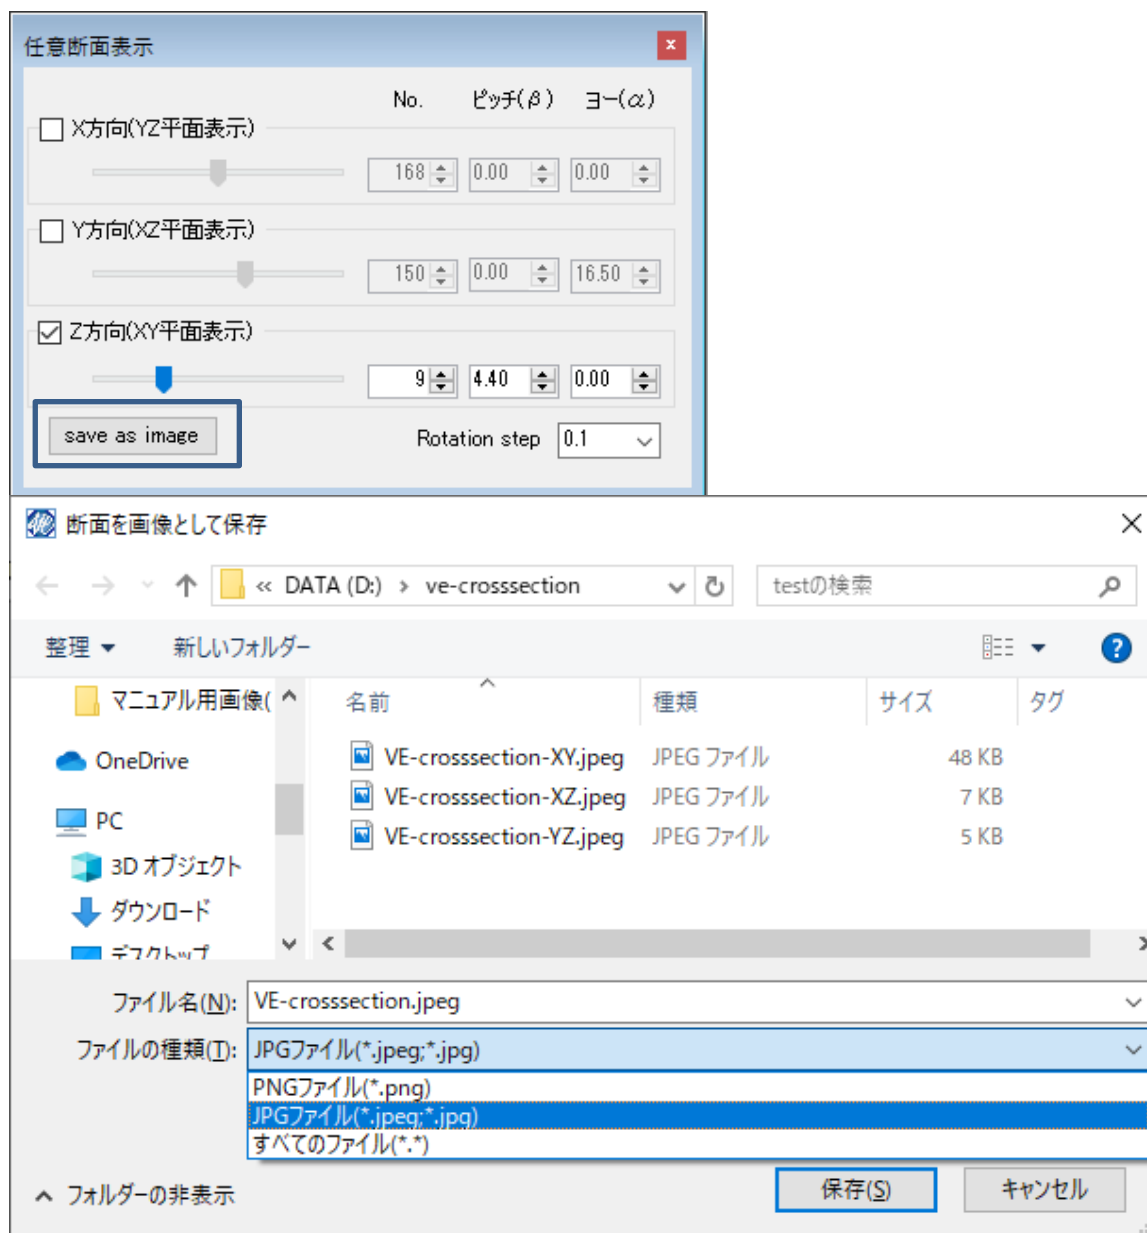 任意断面表示
No. ピッチ(β) ヨー(α)
X方向(YZ平面表示)
168 0.00 0.00
Y方向(XZ平面表示)
150 0.00 16.50
Z方向(XY平面表示)
9 4.40 0.00
save as image Rotation step 0.1
断面を画像として保存
« DATA (D:) › ve-crosssection testの検索
整理 新しいフォルダー
マニュアル用画像( 名前 種類 サイズ タグ
OneDrive VE-crosssection-XY.jpeg JPEG ファイル 48 KB
VE-crosssection-XZ.jpeg JPEG ファイル 7 KB
PC VE-crosssection-YZ.jpeg JPEG ファイル 5 KB
3D オブジェクト
ダウンロード
デスクトップ
ファイル名(N): VE-crosssection.jpeg
ファイルの種類(T): JPGファイル(*.jpeg;*.jpg)
PNGファイル(*.png)
JPGファイル(*.jpeg;*.jpg)
すべてのファイル(*.*)
フォルダーの非表示 保存(S) キャンセル